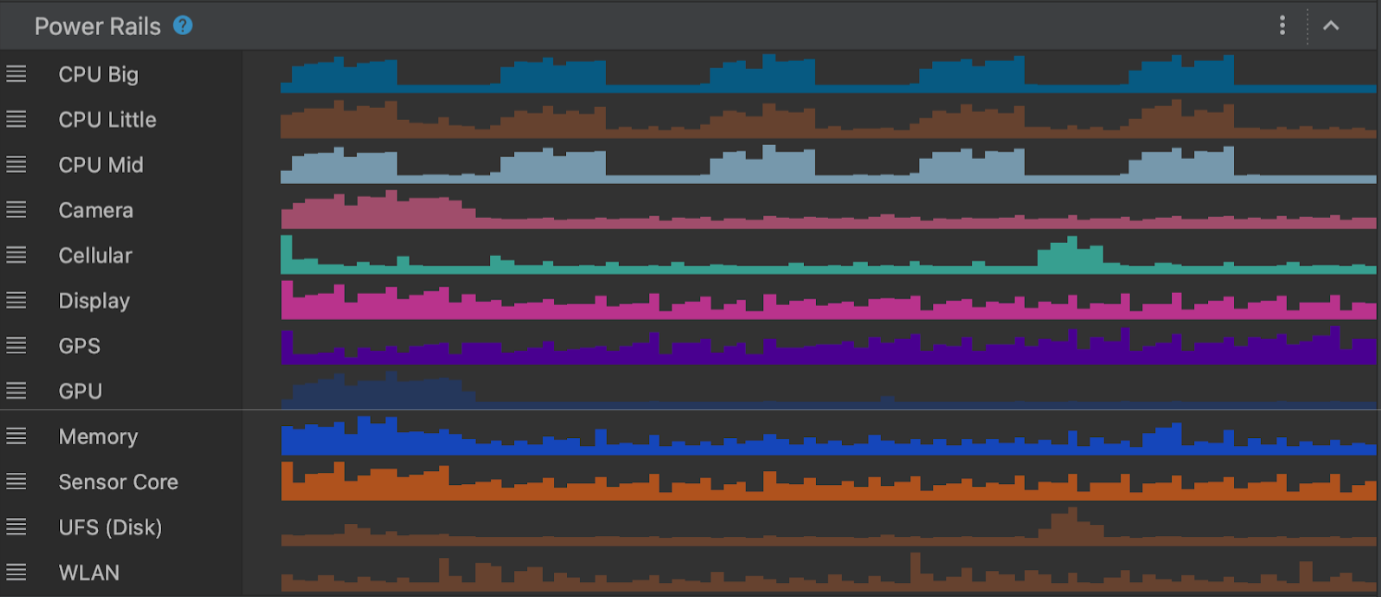 Power Rails ?
CPU Big
CPU Little
CPU Mid
Camera
Cellular
Display
GPS
GPU
Memory
Sensor Core
UFS (Disk)
WLAN